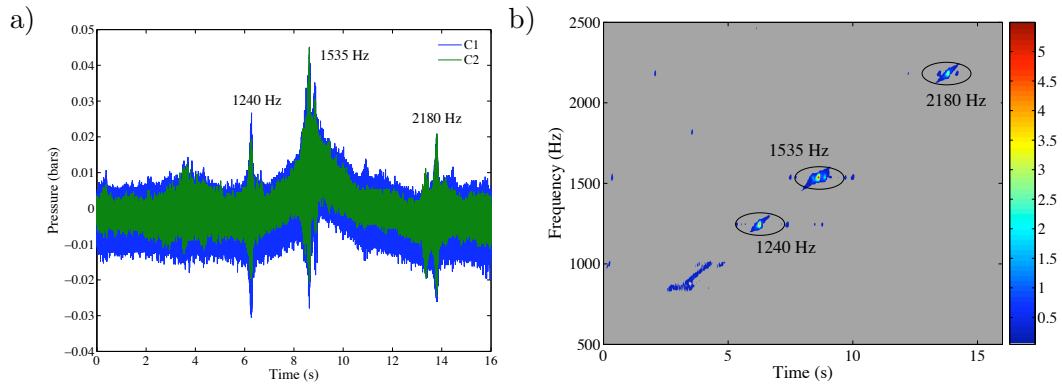 a)
0.05
0.04
0.03
0.02
0.01
0
−0.01
−0.02
−0.03
−0.04
Pressure (bars)
0 2 4 6 8 10 12 14 16
Time (s)
C1
C2
1240 Hz
1535 Hz
2180 Hz
b)
2500
2000
1500
1000
500
Frequency (Hz)
0 5 10 15
Time (s)
2180 Hz
1535 Hz
1240 Hz
5
4.5
4
3.5
3
2.5
2
1.5
1
0.5